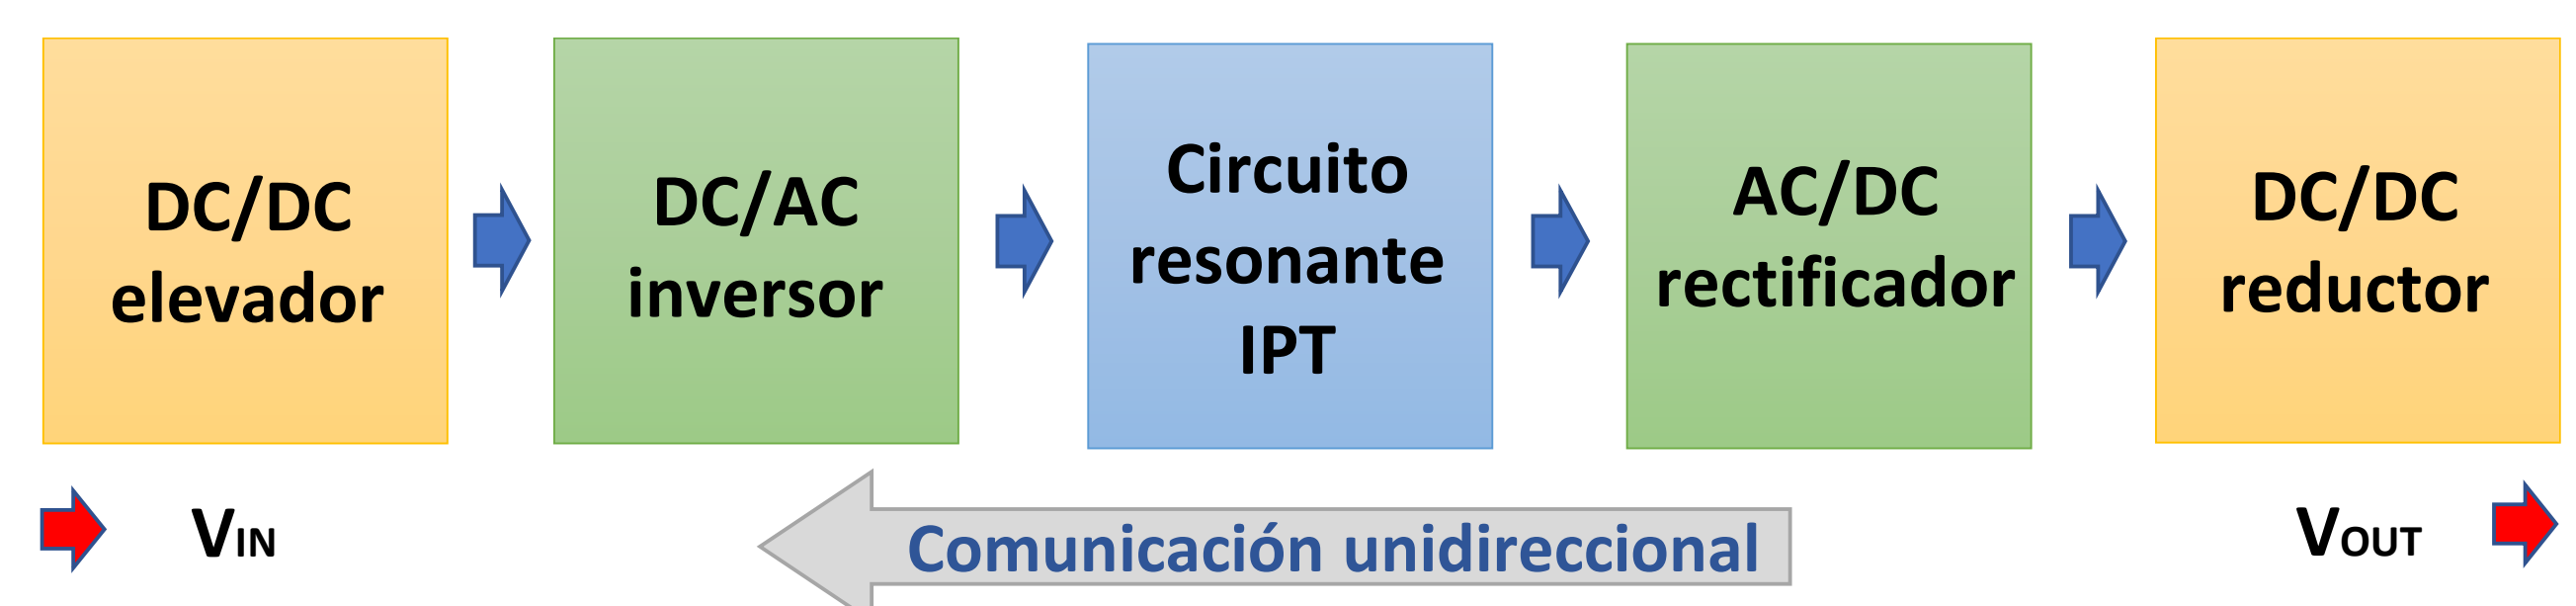 DC/DC
elevador
DC/AC
inversor
Circuito
resonante
IPT
AC/DC
rectificador
DC/DC
reductor
VIN
Comunicación unidireccional
VOUT